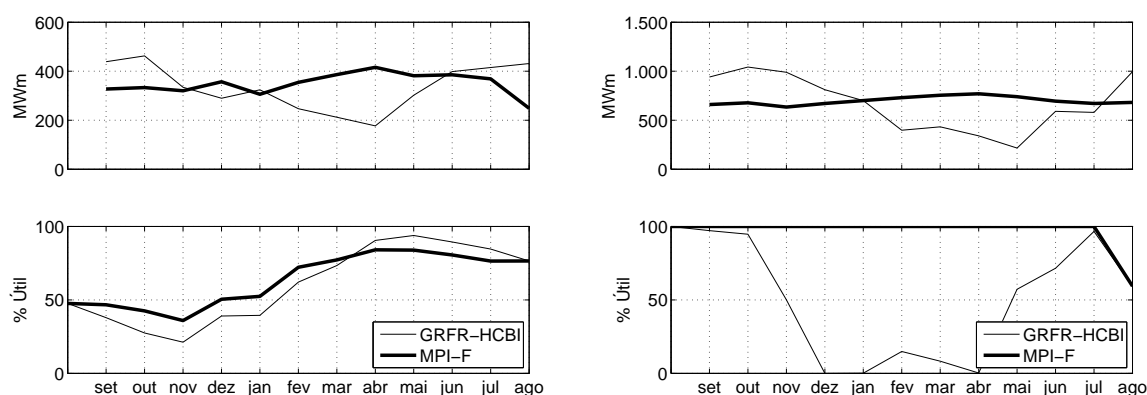 600
400
200
0
MWm
1.500
1.000
500
0
MWm
100
50
0
% Útil
GRFR−HCBI
MPI−F
set out nov dez jan fev mar abr mai jun jul ago
100
50
0
% Útil
GRFR−HCBI
MPI−F
set out nov dez jan fev mar abr mai jun jul ago